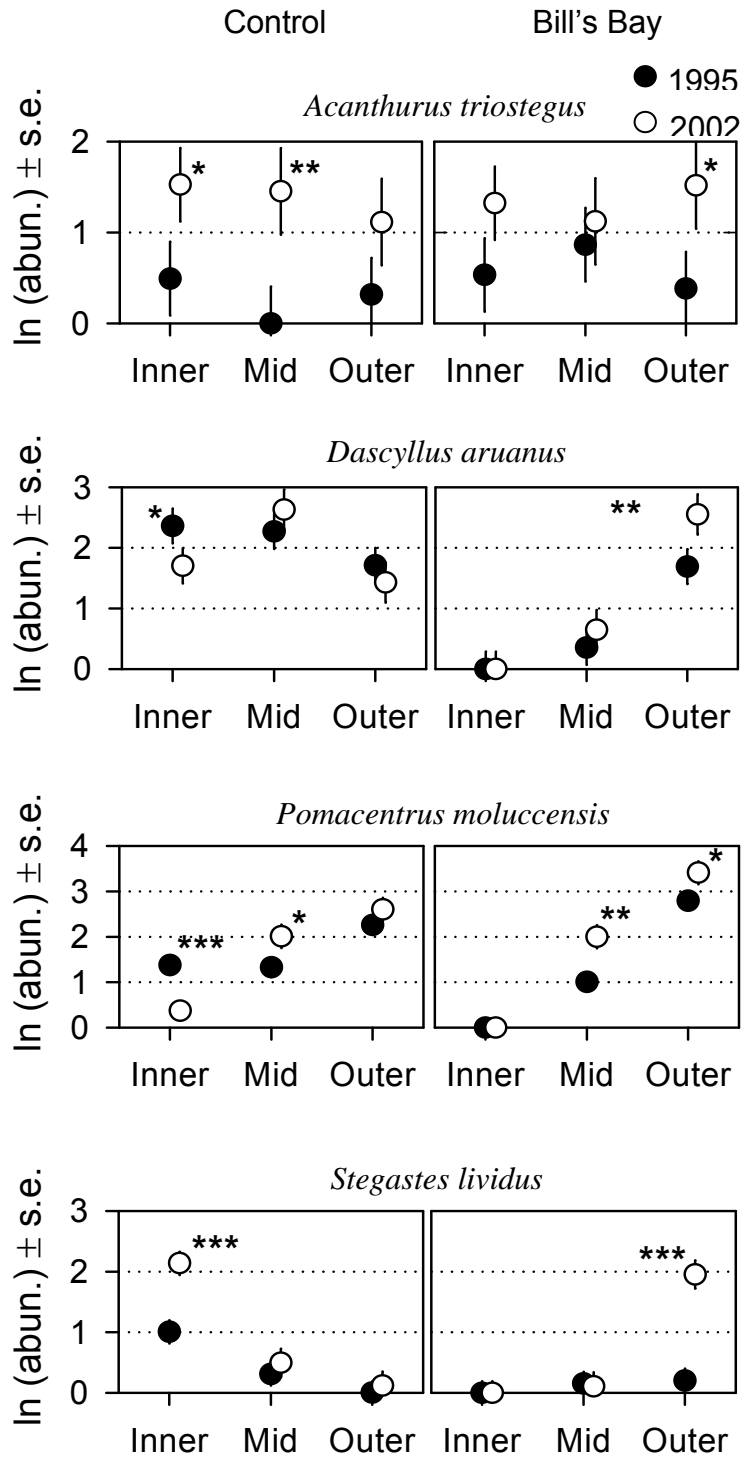 Control Bill's Bay
1995
Acanthurus triostegus
2002
2
1
0
ln (abun.) ± s.e.
* ** *
Inner Mid Outer Inner Mid Outer
Dascyllus aruanus
3
2
1
0
ln (abun.) ± s.e.
* **
Inner Mid Outer Inner Mid Outer
Pomacentrus moluccensis
4
3
2
1
0
ln (abun.) ± s.e.
*** * ** *
Inner Mid Outer Inner Mid Outer
Stegastes lividus
3
2
1
0
ln (abun.) ± s.e.
*** ***
Inner Mid Outer Inner Mid Outer